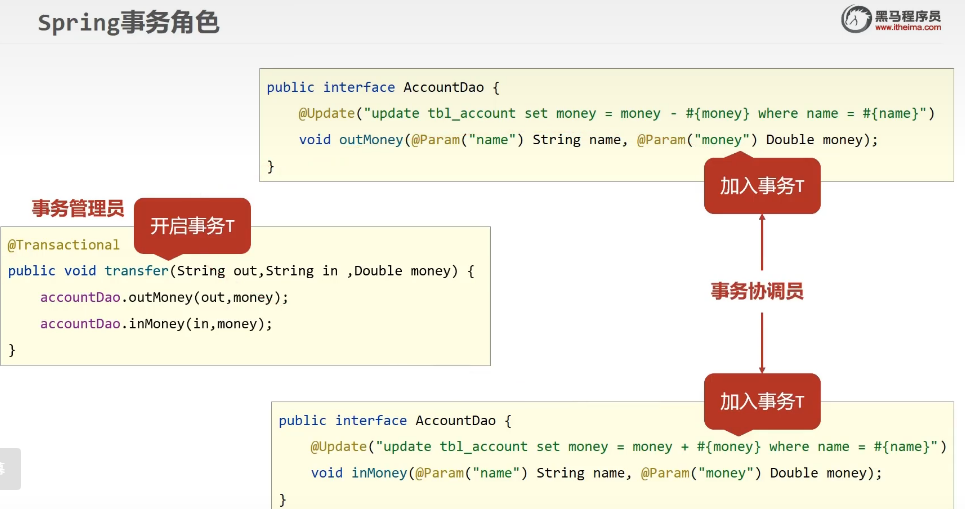 Spring事务角色
黑马程序员
www.itheima.com
public interface AccountDao {
@Update("update tbl_account set money = money - #{money} where name = #{name}")
void outMoney(@Param("name") String name, @Param("money") Double money);
}
加入事务T
事务管理员
开启事务T
@Transactional
public void transfer(String out,String in ,Double money) {
accountDao.outMoney(out,money);
accountDao.inMoney(in,money);
}
事务协调员
加入事务T
public interface AccountDao {
@Update("update tbl_account set money = money + #{money} where name = #{name}")
void inMoney(@Param("name") String name, @Param("money") Double money);
}